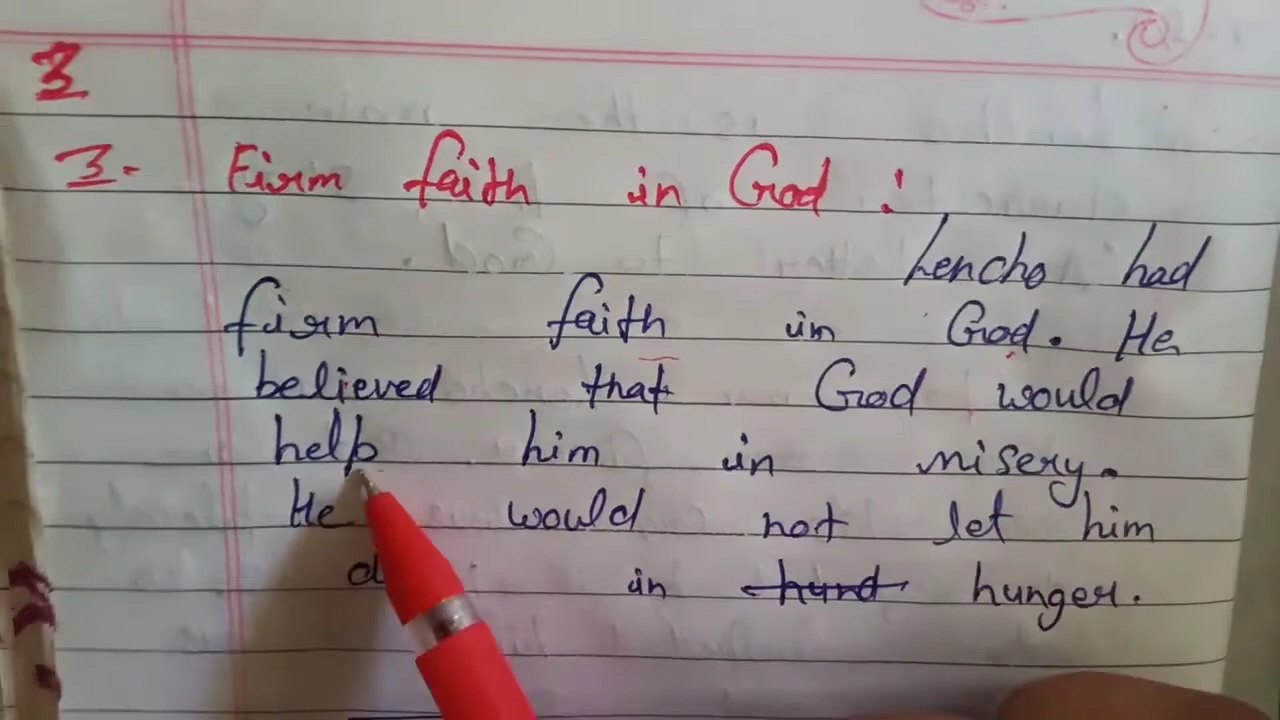 3
3. Firm faith in God :
Lencho had
firm faith in God. He
believed that God would
help him in misery.
He would not let him
in hurd hunger.